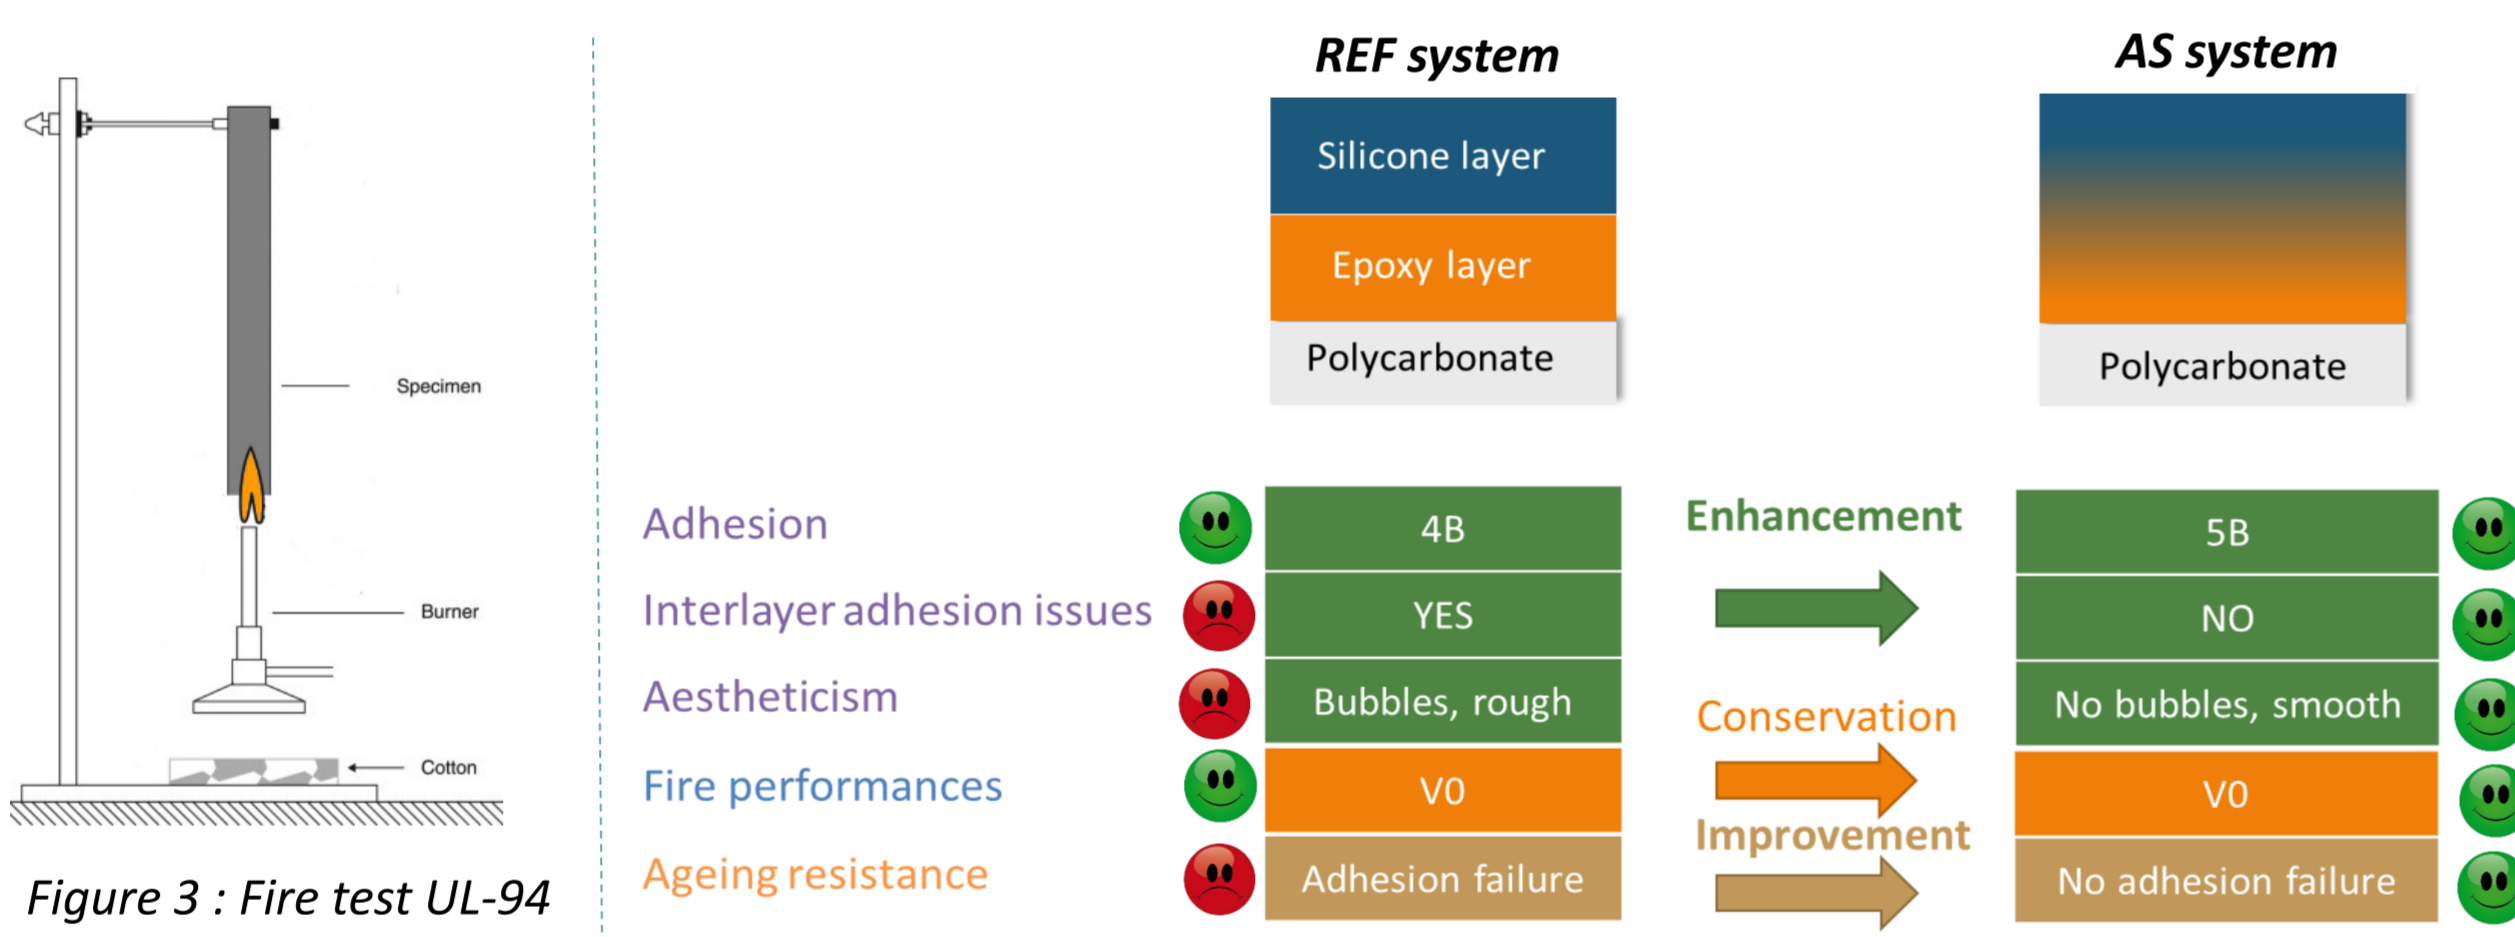 Specimen
Burner
Cotton
Figure 3 : Fire test UL-94
REF system
AS system
Silicone layer
Epoxy layer
Polycarbonate
Polycarbonate
Adhesion
4B
Enhancement
5B
Interlayer adhesion issues
YES
NO
Aestheticism
Bubbles, rough
Conservation
No bubbles, smooth
Fire performances
V0
V0
Improvement
Ageing resistance
Adhesion failure
No adhesion failure